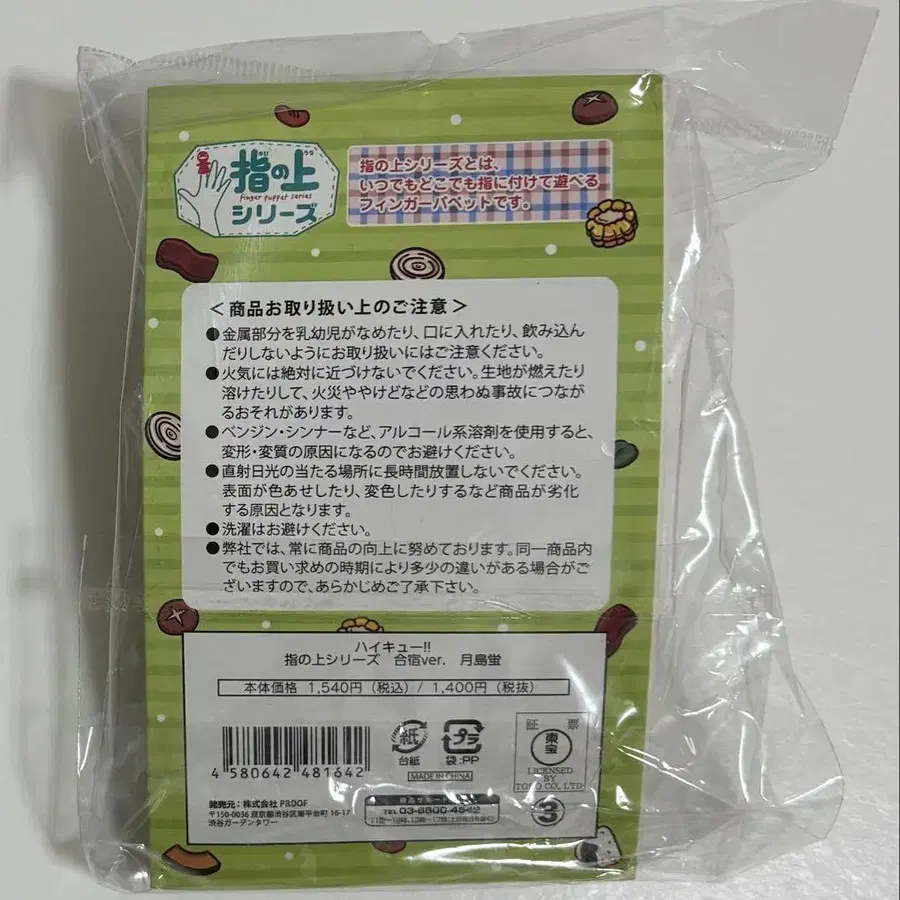 ゆび うえ
指の上
finger puppet series
シリーズ
指の上シリーズとは、
いつでもどこでも指に付けて遊べる
フィンガーパペットです。
＜商品お取り扱い上のご注意＞
●金属部分を乳幼児がなめたり、口に入れたり、飲み込ん
だりしないようにお取り扱いにはご注意ください。
●火気には絶対に近づけないでください。生地が燃えたり
溶けたりして、火災ややけどなどの思わぬ事故につなが
るおそれがあります。
●ベンジン・シンナーなど、アルコール系溶剤を使用すると、
変形・変質の原因になるのでお避けください。
●直射日光の当たる場所に長時間放置しないでください。
表面が色あせしたり、変色したりするなど商品が劣化
する原因となります。
●洗濯はお避けください。
●弊社では、常に商品の向上に努めております。同一商品内
でもお買い求めの時期により多少の違いがある場合がご
ざいますので、あらかじめご了承下さい。
ハイキュー!!
指の上シリーズ 合宿ver. 月島蛍
本体価格 1,540円（税込）/ 1,400円（税抜）
4 580642 481642
紙
台紙
プラ
袋:PP
MADE IN CHINA
証 票
東宝
LICENSED
BY
TOHO CO., LTD.
3
発売元：株式会社 PROOF
〒150-0036 東京都渋谷区南平台町 16-17
渋谷ガーデンタワー
商品サポート